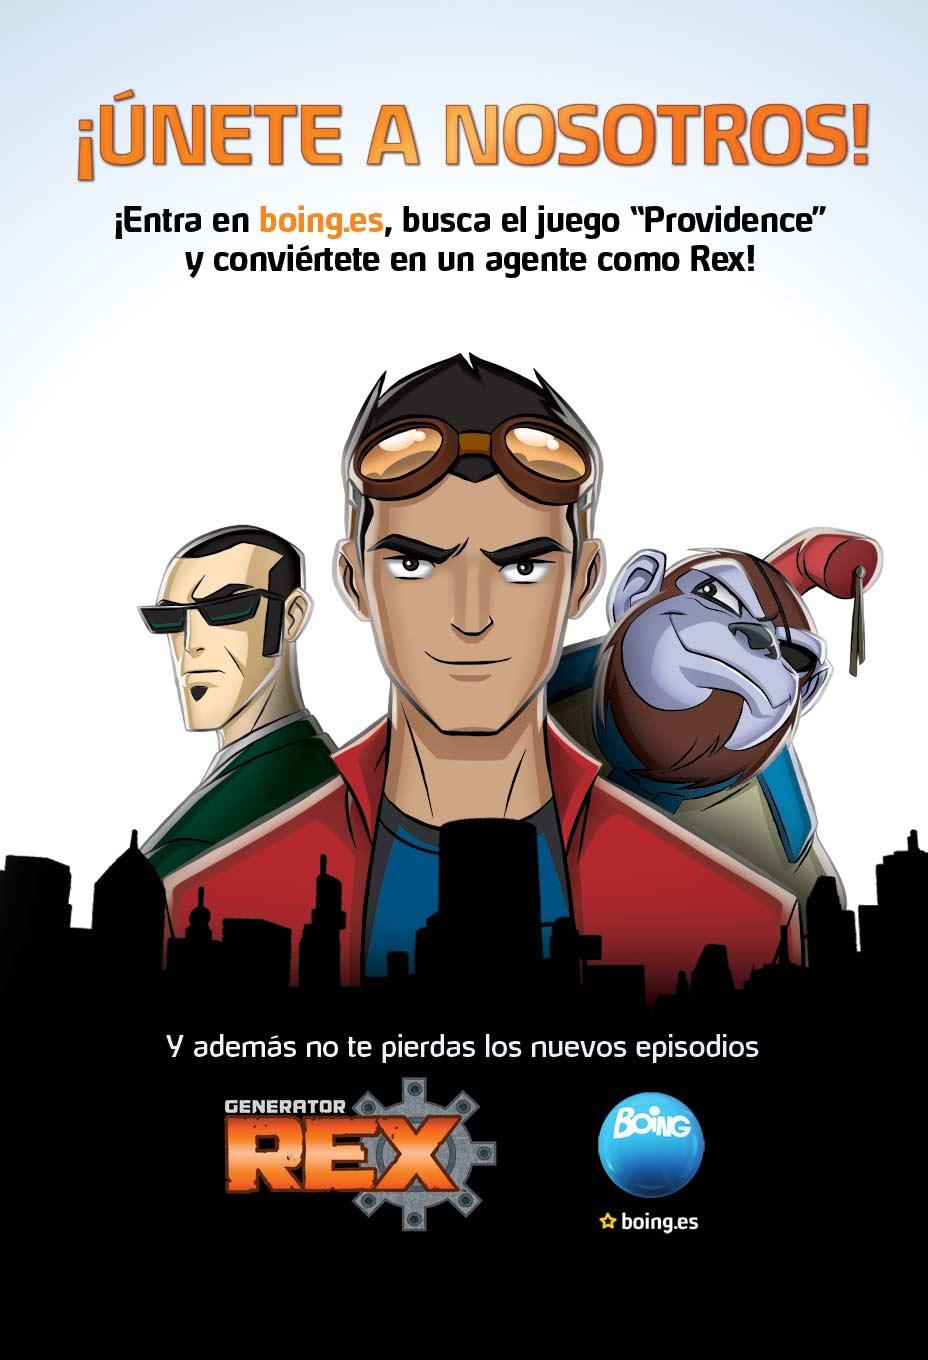 ¡ÚNETE A NOSOTROS!
¡Entra en boing.es, busca el juego “Providence”
y conviértete en un agente como Rex!
Y además no te pierdas los nuevos episodios
GENERATOR
REX
BOING
boing.es